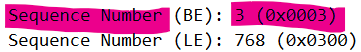 Sequence Number (BE): 3 (0x0003)
Sequence Number (LE): 768 (0x0300)